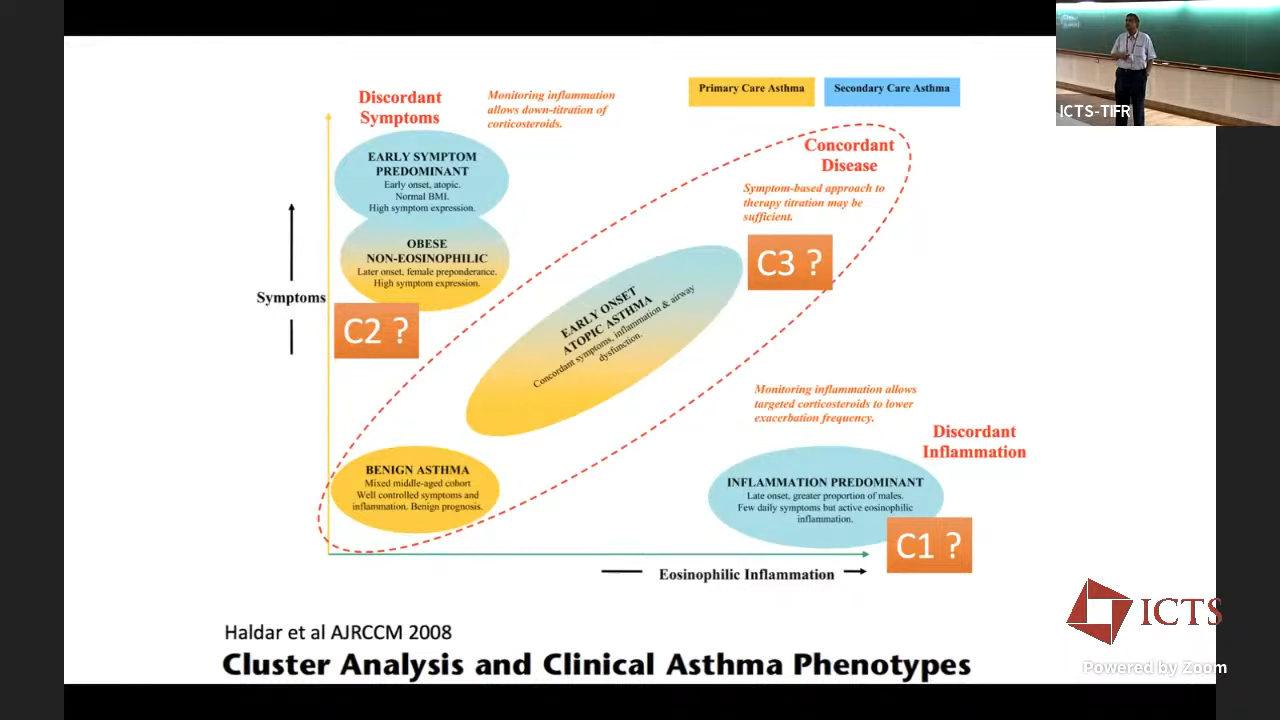 Discordant
Symptoms
Monitoring inflammation
allows down-titration of
corticosteroids.
Primary Care Asthma
Secondary Care Asthma
ICTS-TIFR
EARLY SYMPTOM
PREDOMINANT
Early onset, atopic.
Normal BMI.
High symptom expression.
Concordant
Disease
Symptom-based approach to
therapy titration may be
sufficient.
OBESE
NON-EOSINOPHILIC
Later onset, female preponderance.
High symptom expression.
C3 ?
Symptoms
C2 ?
EARLY ONSET
ATOPIC ASTHMA
Concordant symptoms, inflammation & airway
dysfunction.
Monitoring inflammation allows
targeted corticosteroids to lower
exacerbation frequency.
Discordant
Inflammation
BENIGN ASTHMA
Mixed middle-aged cohort
Well controlled symptoms and
inflammation. Benign prognosis.
INFLAMMATION PREDOMINANT
Late onset, greater proportion of males.
Few daily symptoms but active eosinophilic
inflammation.
C1 ?
Eosinophilic Inflammation
ICTS
Haldar et al AJRCCM 2008
Cluster Analysis and Clinical Asthma Phenotypes
Powered by Zoom